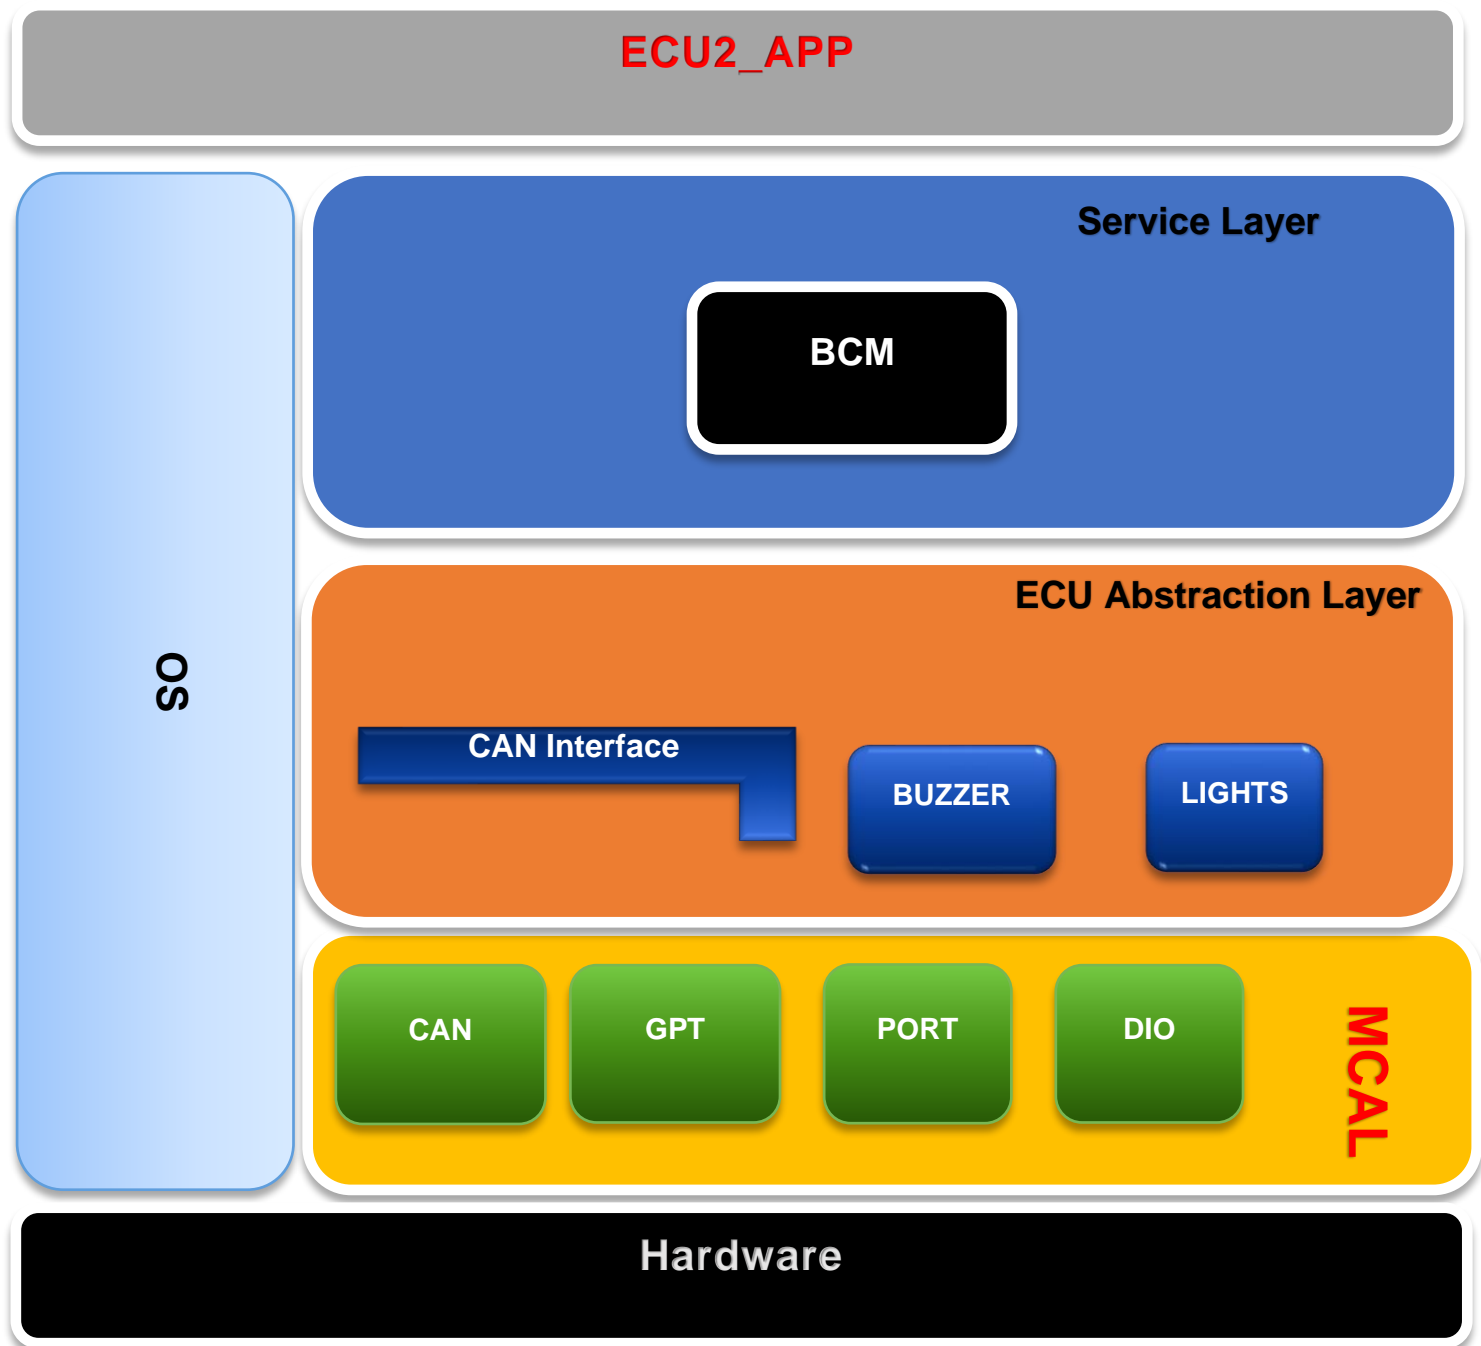 ECU2_APP
Service Layer
BCM
OS
ECU Abstraction Layer
CAN Interface
BUZZER
LIGHTS
CAN
GPT
PORT
DIO
MCAL
Hardware